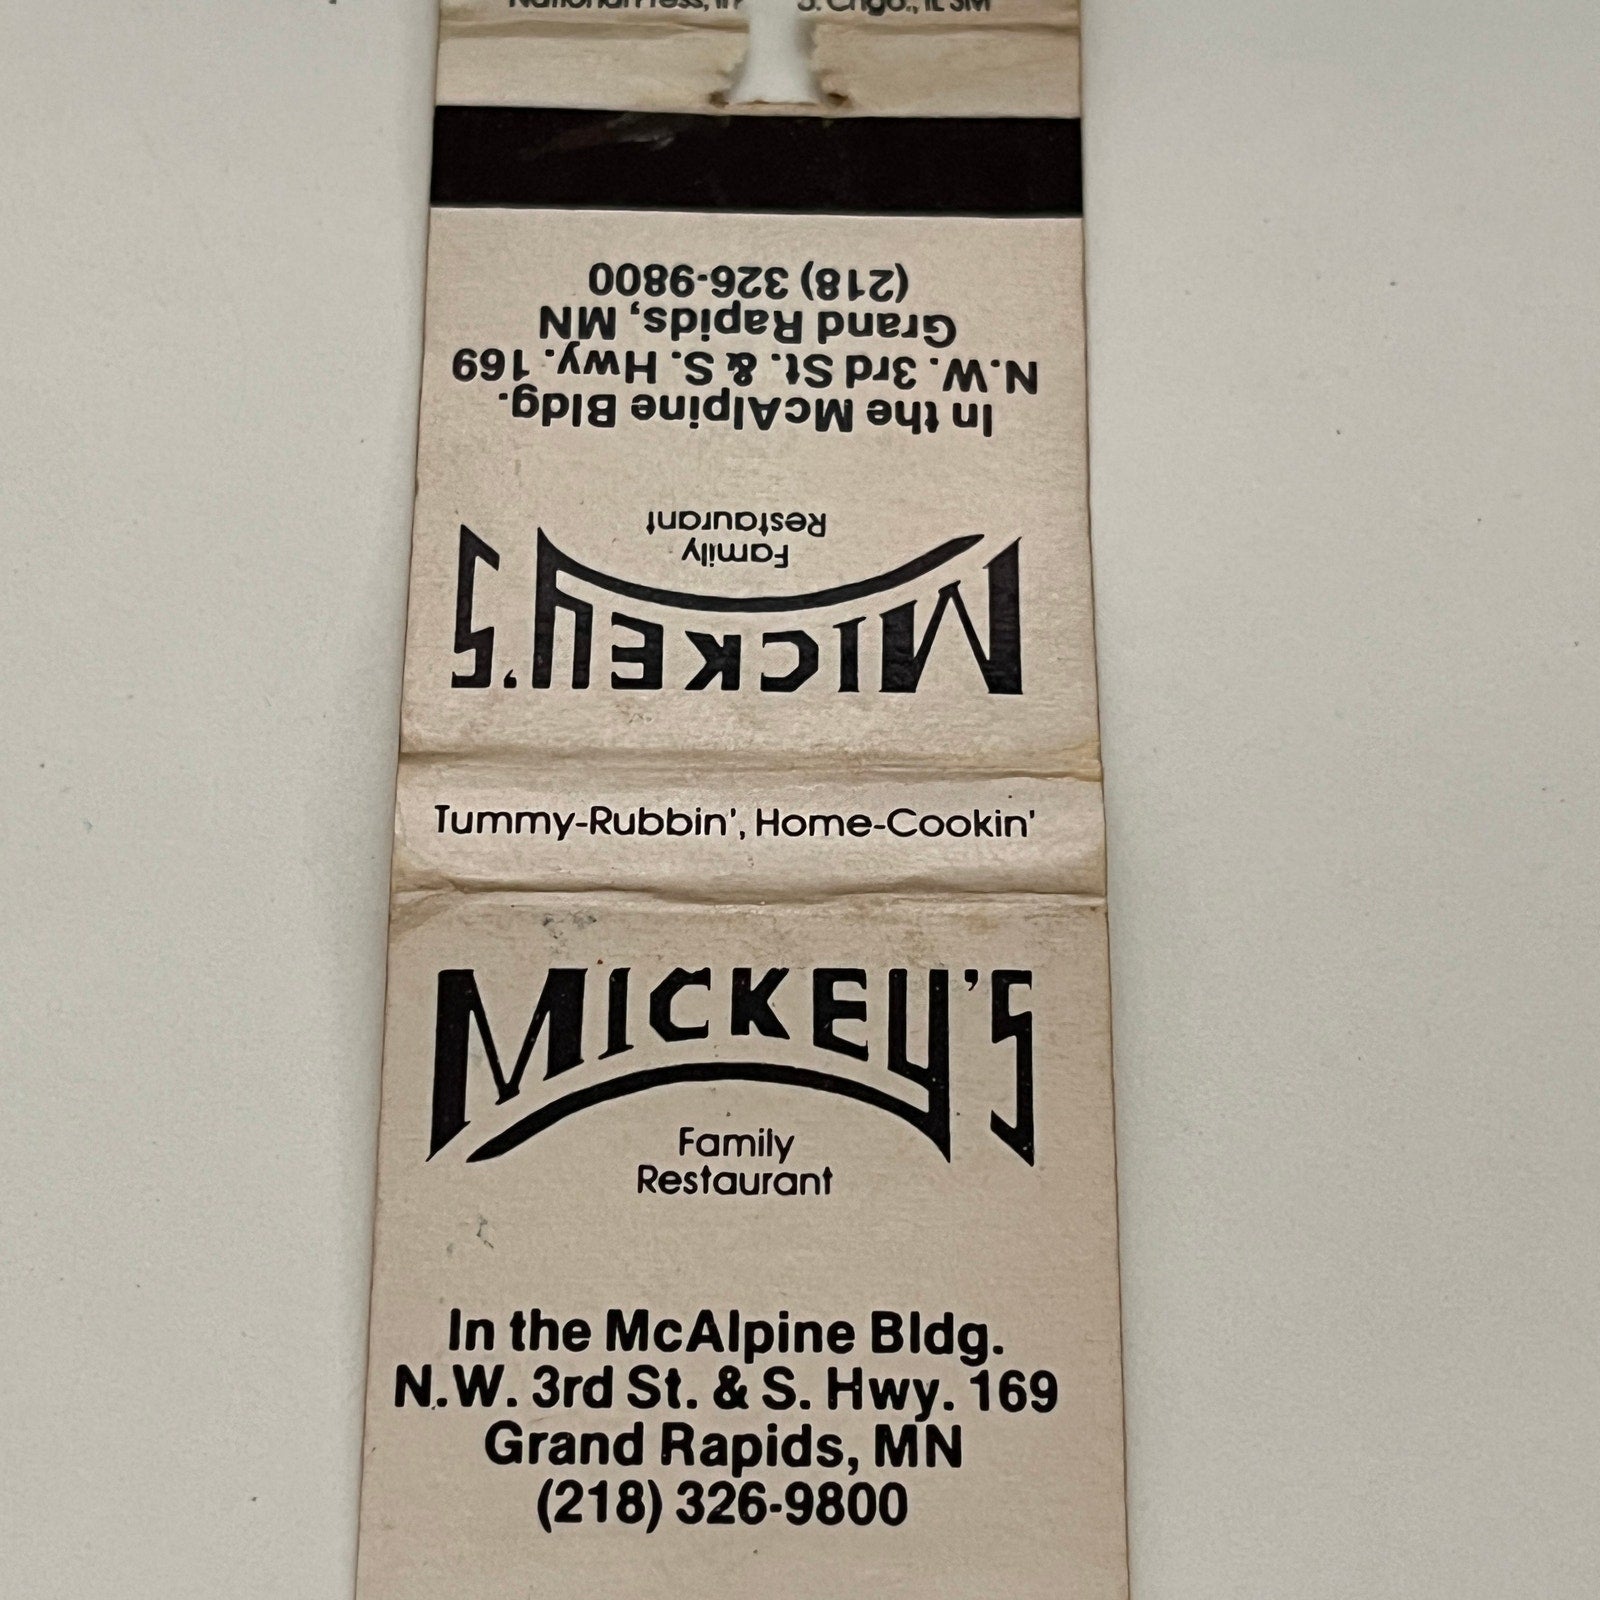 In the McAlpine Bldg.
N.W. 3rd St. & S. Hwy. 169
Grand Rapids, MN
(218) 326-9800
MICKEY'S
Family
Restaurant
Tummy-Rubbin', Home-Cookin'
MICKEY'S
Family
Restaurant
In the McAlpine Bldg.
N.W. 3rd St. & S. Hwy. 169
Grand Rapids, MN
(218) 326-9800